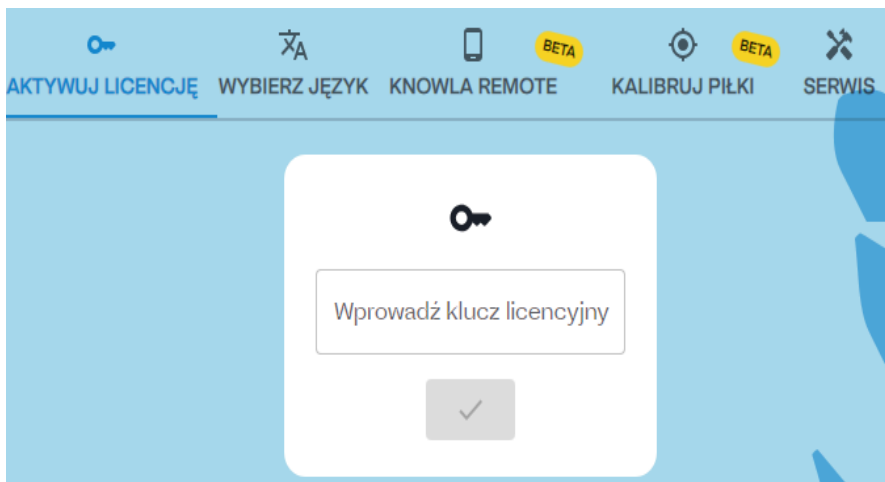 BETA BETA
AKTYWUJ LICENCJĘ WYBIERZ JĘZYK KNOWLA REMOTE KALIBRUJ PIŁKI SERWIS
Wprowadź klucz licencyjny